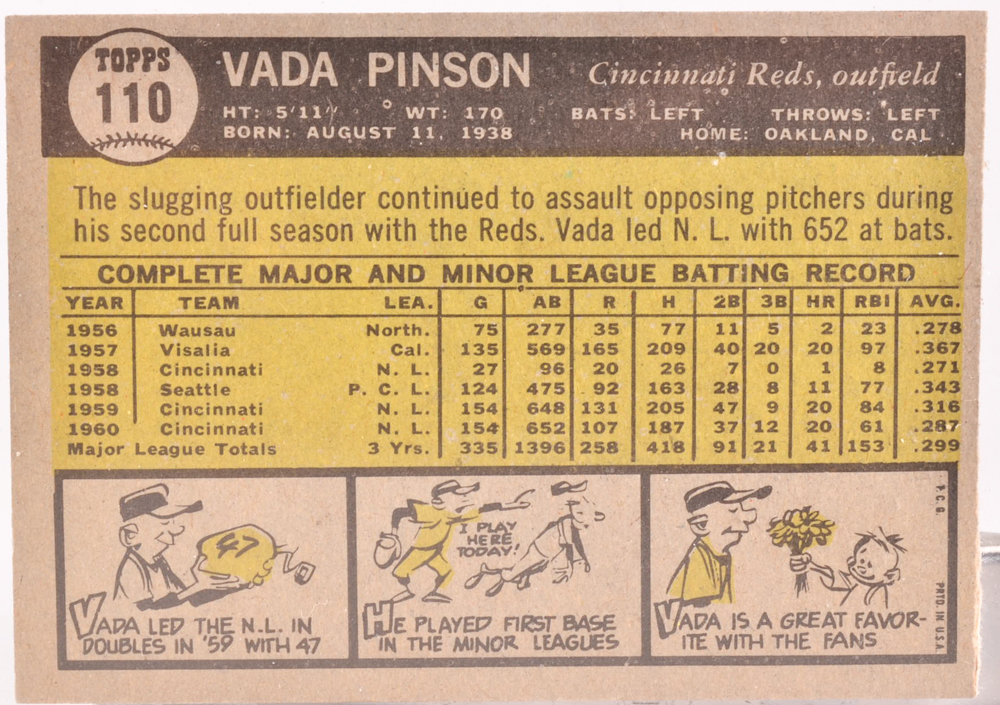 TOPPS
110
VADA PINSON
Cincinnati Reds, outfield
HT: 5'11" WT: 170 BATS: LEFT THROWS: LEFT
BORN: AUGUST 11, 1938 HOME: OAKLAND, CAL
The slugging outfielder continued to assault opposing pitchers during
his second full season with the Reds. Vada led N. L. with 652 at bats.
COMPLETE MAJOR AND MINOR LEAGUE BATTING RECORD
YEAR TEAM LEA. G AB R H 2B 3B HR RBI AVG.
1956 Wausau North. 75 277 35 77 11 5 2 23 .278
1957 Visalia Cal. 135 569 165 209 40 20 20 97 .367
1958 Cincinnati N. L. 27 96 20 26 7 0 1 8 .271
1958 Seattle P. C. L. 124 475 92 163 28 8 11 77 .343
1959 Cincinnati N. L. 154 648 131 205 47 9 20 84 .316
1960 Cincinnati N. L. 154 652 107 187 37 12 20 61 .287
Major League Totals 3 Yrs. 335 1396 258 418 91 21 41 153 .299
47
VADA LED THE N.L. IN
DOUBLES IN '59 WITH 47
I PLAY
HERE
TODAY!
HE PLAYED FIRST BASE
IN THE MINOR LEAGUES
VADA IS A GREAT FAVOR-
ITE WITH THE FANS
P. C. G. PRTD. IN U.S.A.